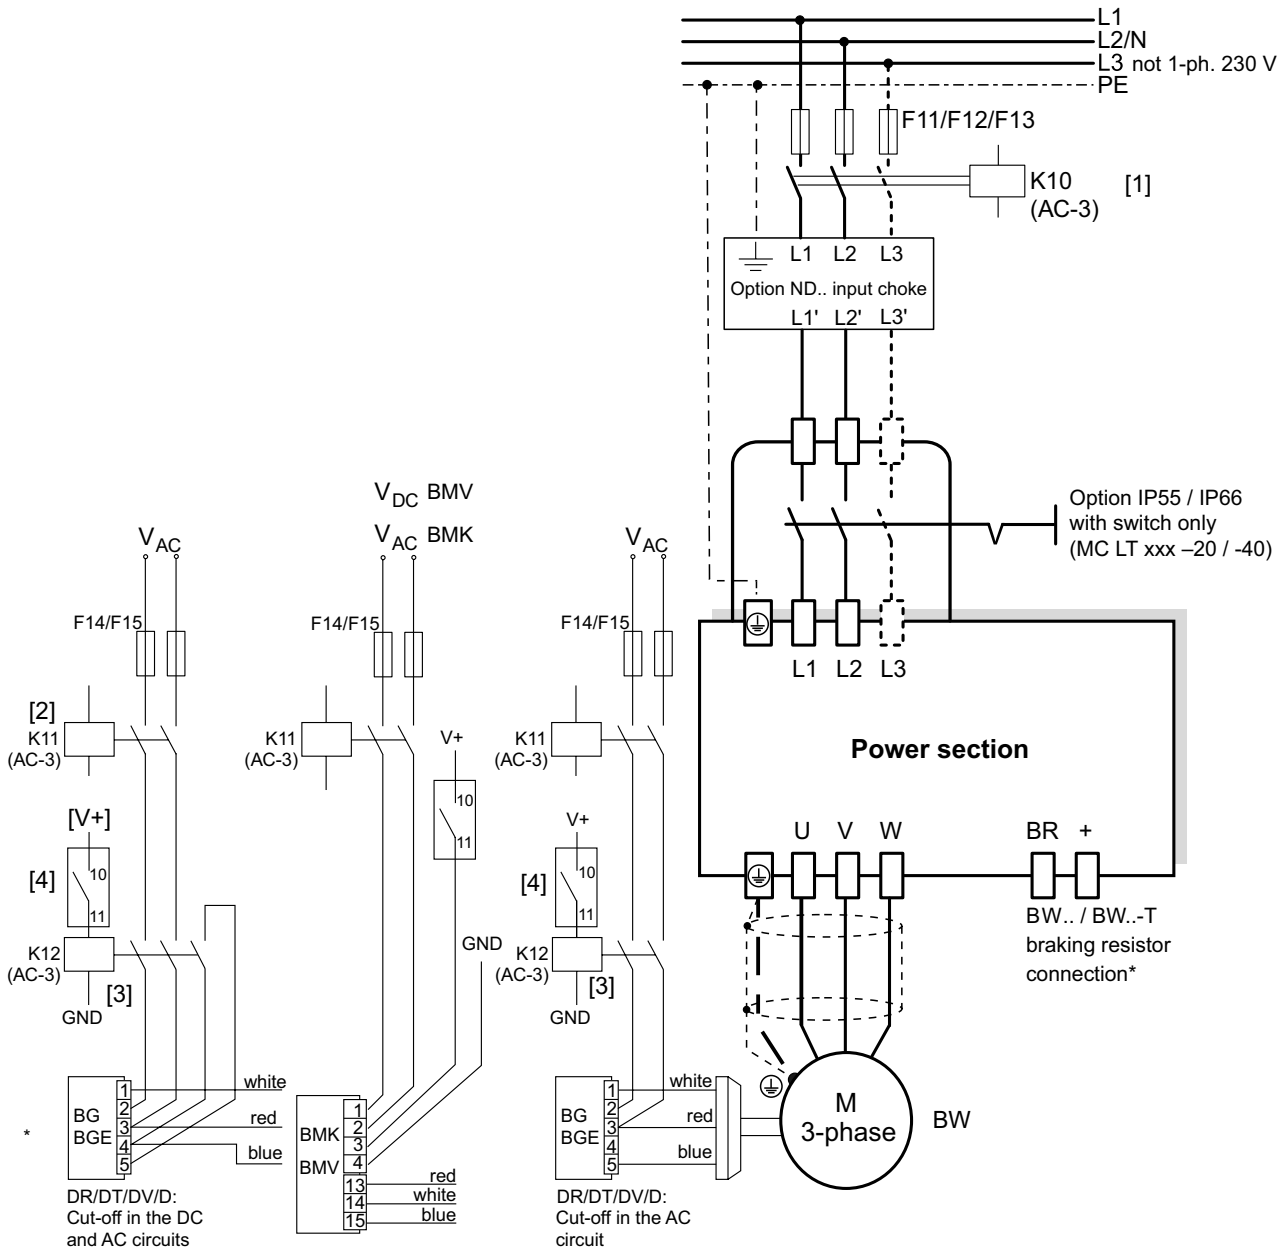 L1
L2/N
L3 not 1-ph. 230 V
PE
F11/F12/F13
K10
(AC-3)
[1]
L1 L2 L3
Option ND.. input choke
L1' L2' L3'
Option IP55 / IP66
with switch only
(MC LT xxx –20 / -40)
L1 L2 L3
Power section
U V W
BR +
BW.. / BW..-T
braking resistor
connection*
M
3-phase
BW
VAC
F14/F15
[2]
K11
(AC-3)
[V+]
10
[4]
11
K12
(AC-3)
[3]
GND
1
2
3
4
5
BG
BGE
white
red
blue
*
DR/DT/DV/D:
Cut-off in the DC
and AC circuits
VDC BMV
VAC BMK
F14/F15
K11
(AC-3)
V+
10
11
GND
BMK
BMV
1
2
3
4
13
14
15
red
white
blue
VAC
F14/F15
K11
(AC-3)
V+
10
[4]
11
K12
(AC-3)
[3]
GND
1
2
3
4
5
BG
BGE
white
red
blue
DR/DT/DV/D:
Cut-off in the AC
circuit